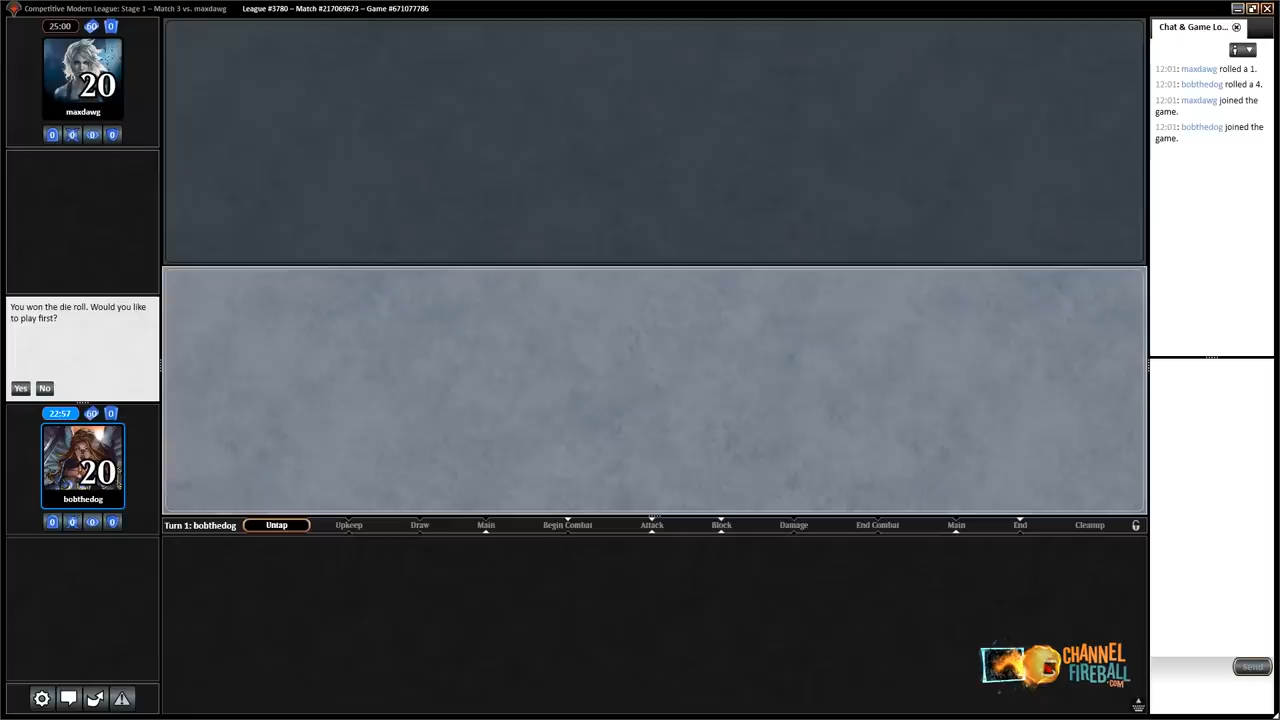 Competitive Modern League: Stage 1 – Match 3 vs. maxdawg
League #3780 – Match #217069673 – Game #671077786
25:00 60 0
20
maxdawg
0 0 0 0
You won the die roll. Would you like
to play first?
Yes No
22:57 60 0
20
bobthedog
0 0 0 0
Turn 1: bobthedog Untap Upkeep Draw Main Begin Combat Attack Block Damage End Combat Main End Cleanup
CHANNEL
FIREBALL
.COM
Chat & Game Lo...
12:01: maxdawg rolled a 1.
12:01: bobthedog rolled a 4.
12:01: maxdawg joined the
game.
12:01: bobthedog joined the
game.
Send